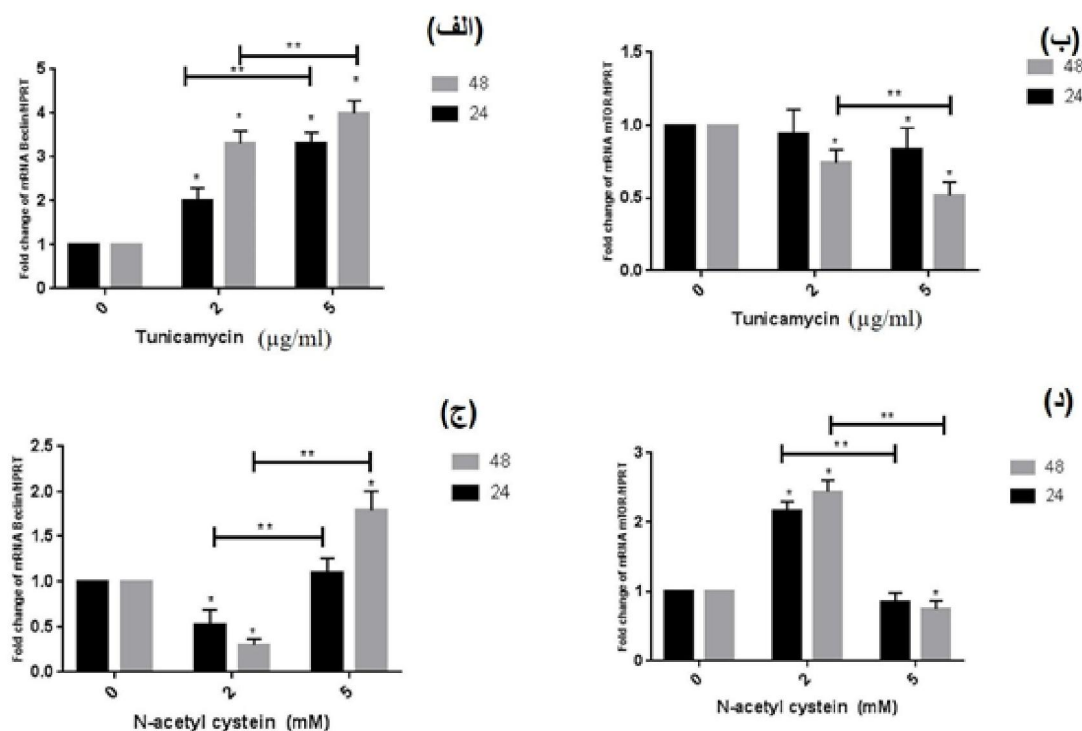 (الف)
** **
* * * *
48
24
Fold change of mRNA Beclin/HPRT
5
4
3
2
1
0
0 2 5
Tunicamycin (µg/ml)
(ب)
**
* * *
48
24
Fold change of mRNA mTOR/HPRT
1.5
1.0
0.5
0.0
0 2 5
Tunicamycin (µg/ml)
(ج)
** **
* * *
48
24
Fold change of mRNA Beclin/HPRT
2.5
2.0
1.5
1.0
0.5
0.0
0 2 5
N-acetyl cystein (mM)
(د)
** **
* * *
48
24
Fold change of mRNA mTOR/HPRT
3
2
1
0
0 2 5
N-acetyl cystein (mM)